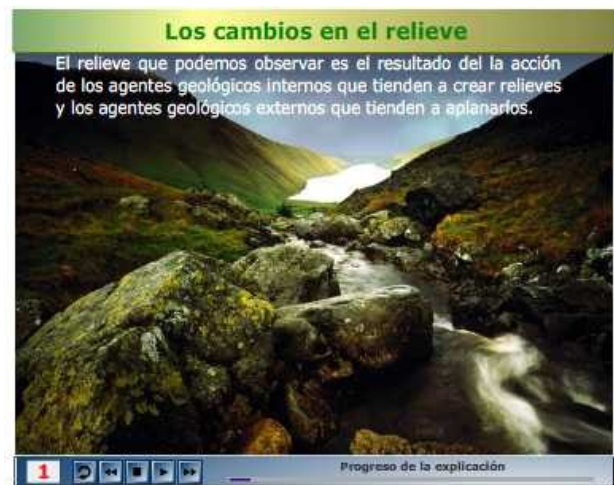 Los cambios en el relieve
El relieve que podemos observar es el resultado del la acción
de los agentes geológicos internos que tienden a crear relieves
y los agentes geológicos externos que tienden a aplanarlos.
1
Progreso de la explicación